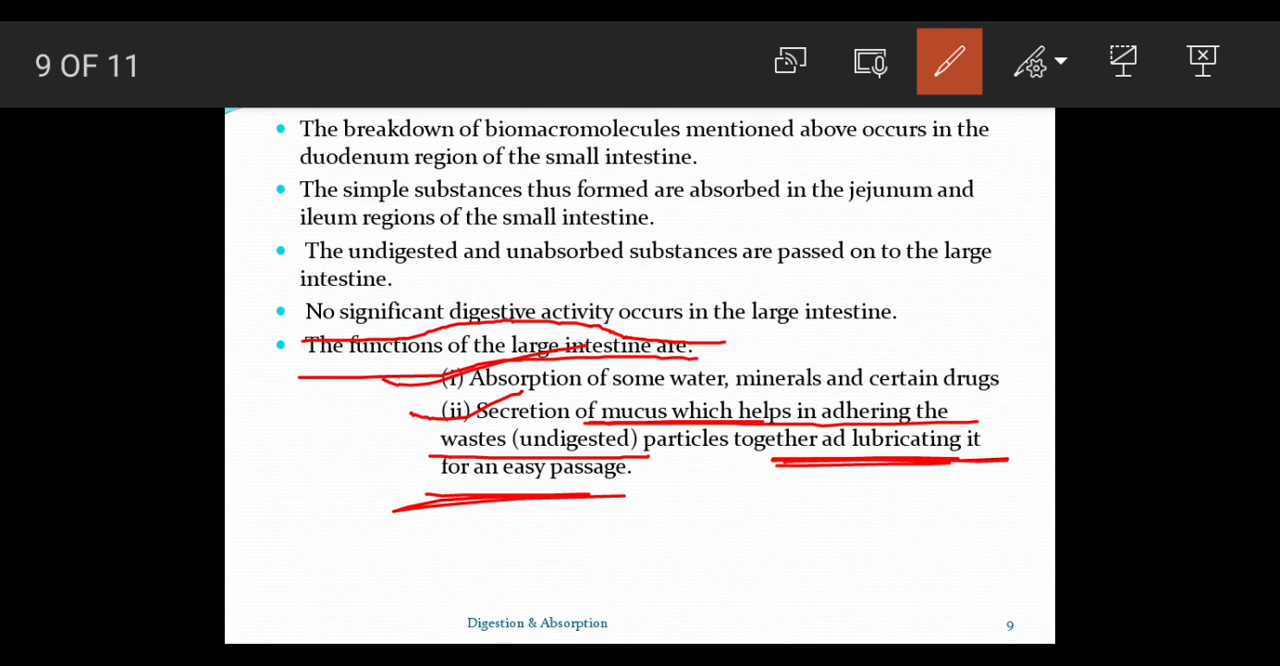 9 OF 11
The breakdown of biomacromolecules mentioned above occurs in the
duodenum region of the small intestine.
The simple substances thus formed are absorbed in the jejunum and
ileum regions of the small intestine.
The undigested and unabsorbed substances are passed on to the large
intestine.
No significant digestive activity occurs in the large intestine.
The functions of the large intestine are:
(i) Absorption of some water, minerals and certain drugs
(ii) Secretion of mucus which helps in adhering the
wastes (undigested) particles together ad lubricating it
for an easy passage.
Digestion & Absorption
9